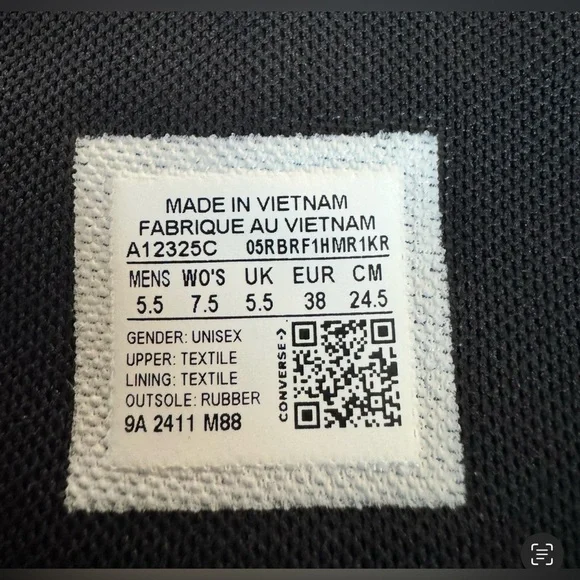 MADE IN VIETNAM
FABRIQUE AU VIETNAM
A12325C 05RBRF1HMR1KR
MENS WO'S UK EUR CM
5.5 7.5 5.5 38 24.5
GENDER: UNISEX
UPPER: TEXTILE
LINING: TEXTILE
OUTSOLE: RUBBER
9A 2411 M88
CONVERSE